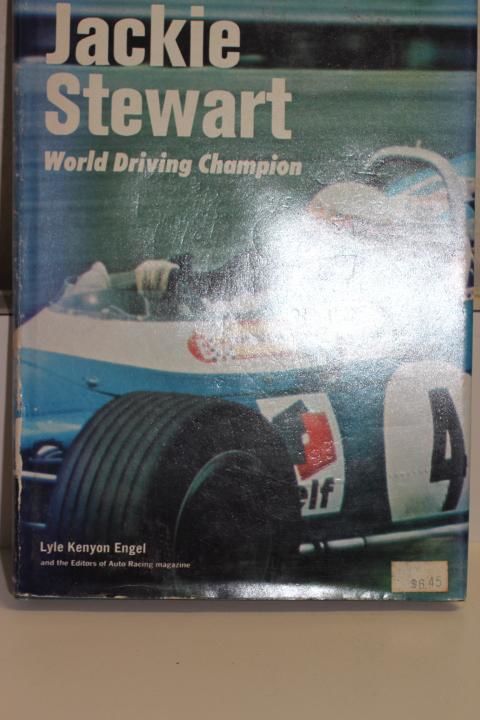 Jackie
Stewart
World Driving Champion
4
elf
Lyle Kenyon Engel
and the Editors of Auto Racing magazine
$6.45